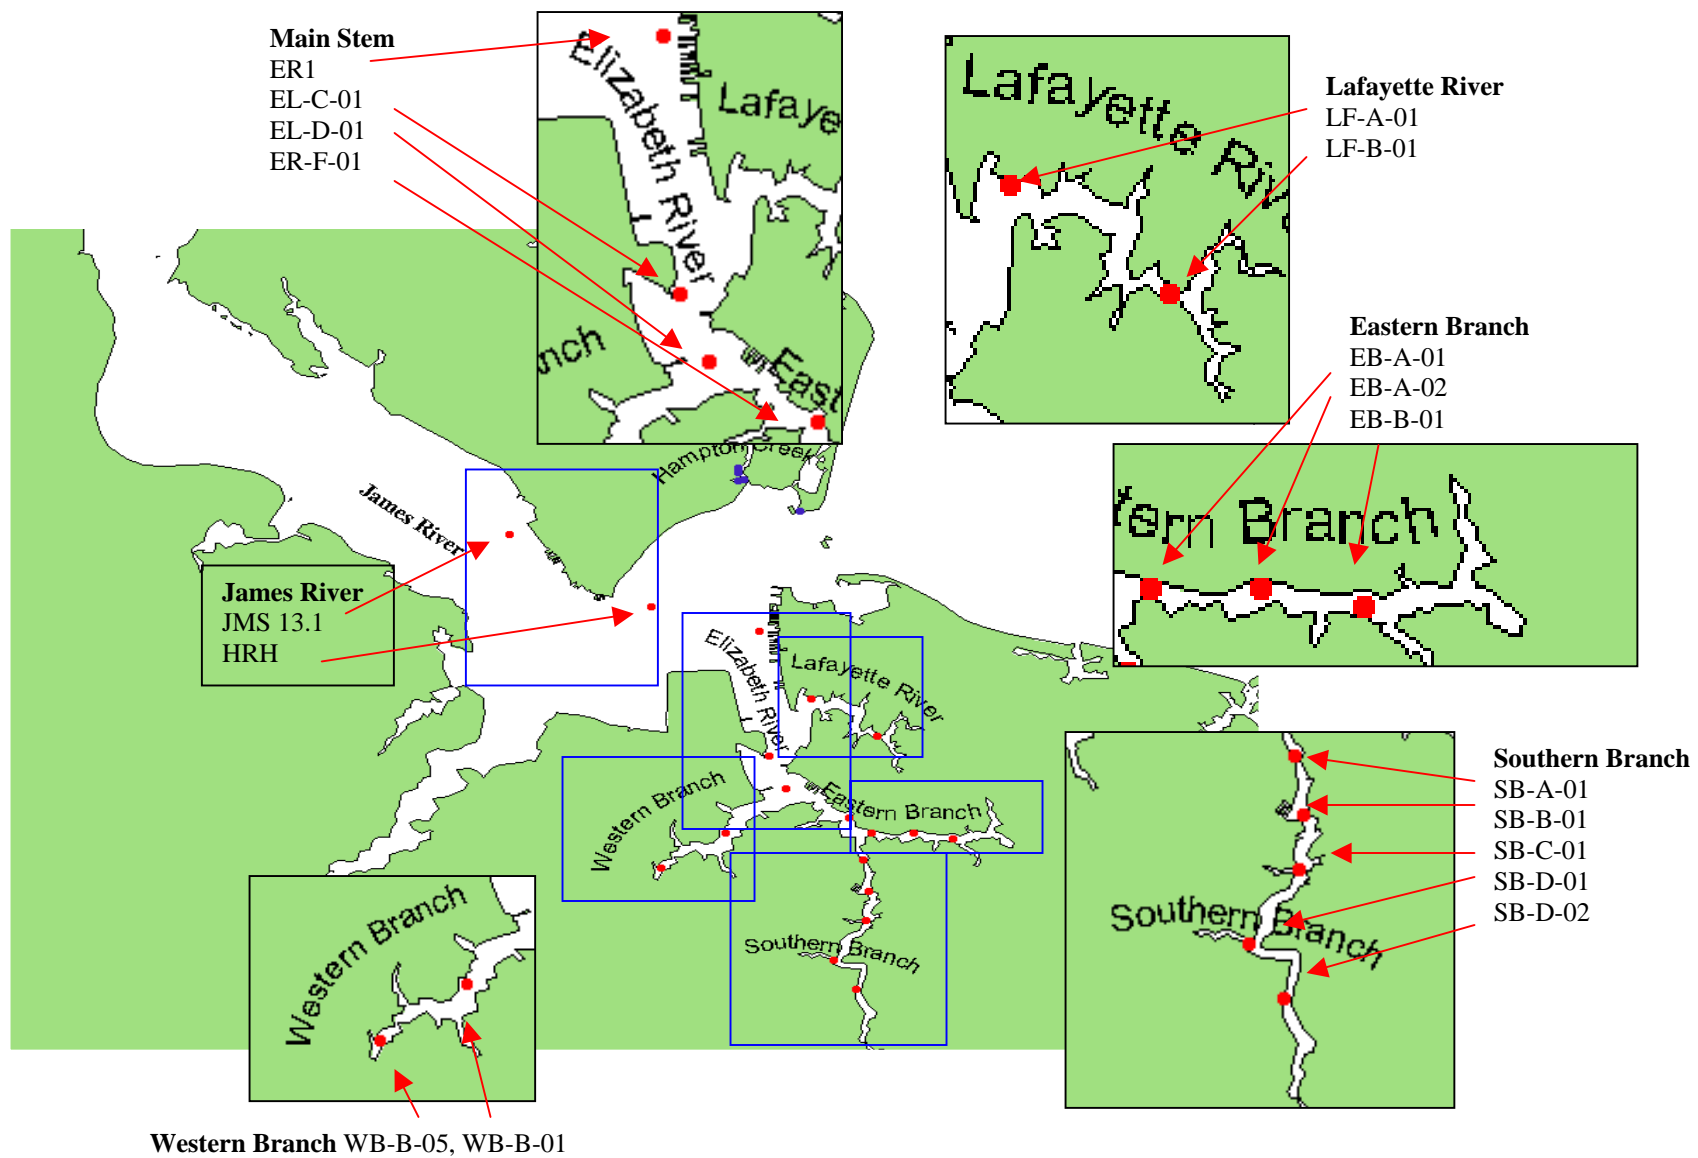 Main Stem
ER1
EL-C-01
EL-D-01
ER-F-01
Elizabeth River
Lafaye
nch
East
Lafayette Ri
Lafayette River
LF-A-01
LF-B-01
Eastern Branch
EB-A-01
EB-A-02
EB-B-01
tern Branch
Hampton Creek
James River
James River
JMS 13.1
HRH
Elizabeth River
Lafayette River
Western Branch
Eastern Branch
Southern Branch
Southern Branch
Southern Branch
SB-A-01
SB-B-01
SB-C-01
SB-D-01
SB-D-02
Western Branch
Western Branch WB-B-05, WB-B-01